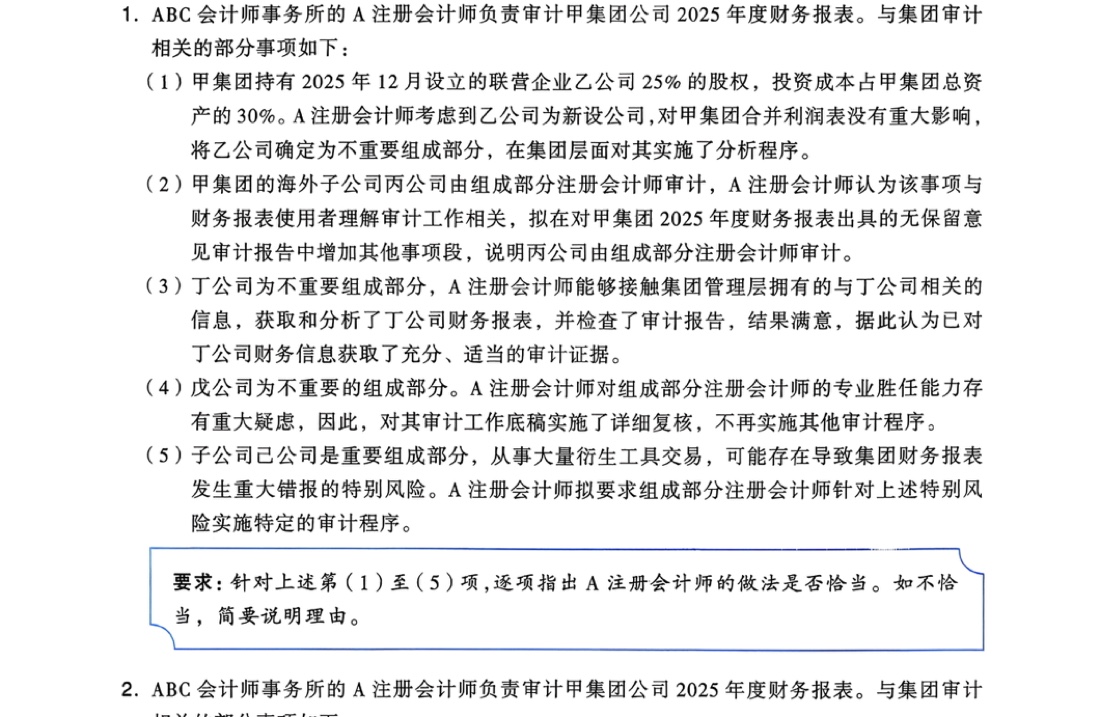 1. ABC 会计师事务所的 A 注册会计师负责审计甲集团公司 2025 年度财务报表。与集团审计
相关的部分事项如下：
（1）甲集团持有 2025 年 12 月设立的联营企业乙公司 25% 的股权，投资成本占甲集团总资
产的 30%。A 注册会计师考虑到乙公司为新设公司，对甲集团合并利润表没有重大影响，
将乙公司确定为不重要组成部分，在集团层面对其实施了分析程序。
（2）甲集团的海外子公司丙公司由组成部分注册会计师审计，A 注册会计师认为该事项与
财务报表使用者理解审计工作相关，拟在对甲集团 2025 年度财务报表出具的无保留意
见审计报告中增加其他事项段，说明丙公司由组成部分注册会计师审计。
（3）丁公司为不重要组成部分，A 注册会计师能够接触集团管理层拥有的与丁公司相关的
信息，获取和分析了丁公司财务报表，并检查了审计报告，结果满意，据此认为已对
丁公司财务信息获取了充分、适当的审计证据。
（4）戊公司为不重要的组成部分。A 注册会计师对组成部分注册会计师的专业胜任能力存
有重大疑虑，因此，对其审计工作底稿实施了详细复核，不再实施其他审计程序。
（5）子公司己公司是重要组成部分，从事大量衍生工具交易，可能存在导致集团财务报表
发生重大错报的特别风险。A 注册会计师拟要求组成部分注册会计师针对上述特别风
险实施特定的审计程序。
要求：针对上述第（1）至（5）项，逐项指出 A 注册会计师的做法是否恰当。如不恰
当，简要说明理由。
2. ABC 会计师事务所的 A 注册会计师负责审计甲集团公司 2025 年度财务报表。与集团审计